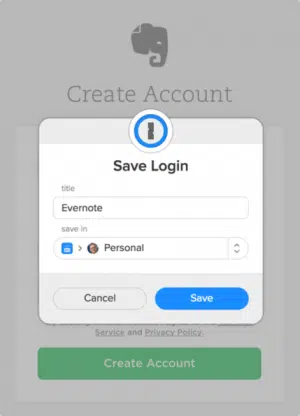 Create Account
Save Login
title
Evernote
save in
Personal
Cancel
Save
Service and Privacy Policy.
Create Account